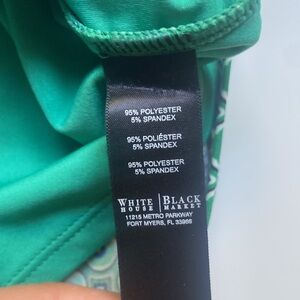 95% POLYESTER
5% SPANDEX
95% POLIÉSTER
5% SPANDEX
95% POLYESTER
5% SPANDEX
WHITE | BLACK
HOUSE | MARKET
11215 METRO PARKWAY
FORT MYERS, FL 33966